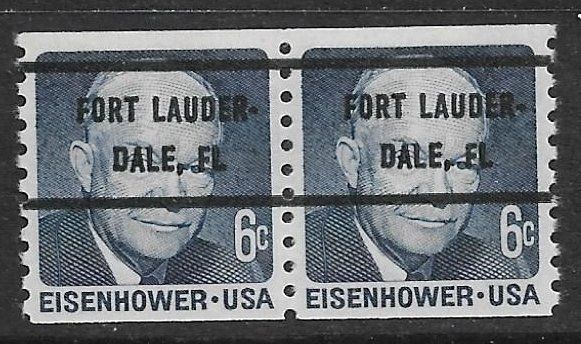 FORT LAUDER-
DALE, FL
6c
EISENHOWER·USA
FORT LAUDER-
DALE, FL
6c
EISENHOWER·USA